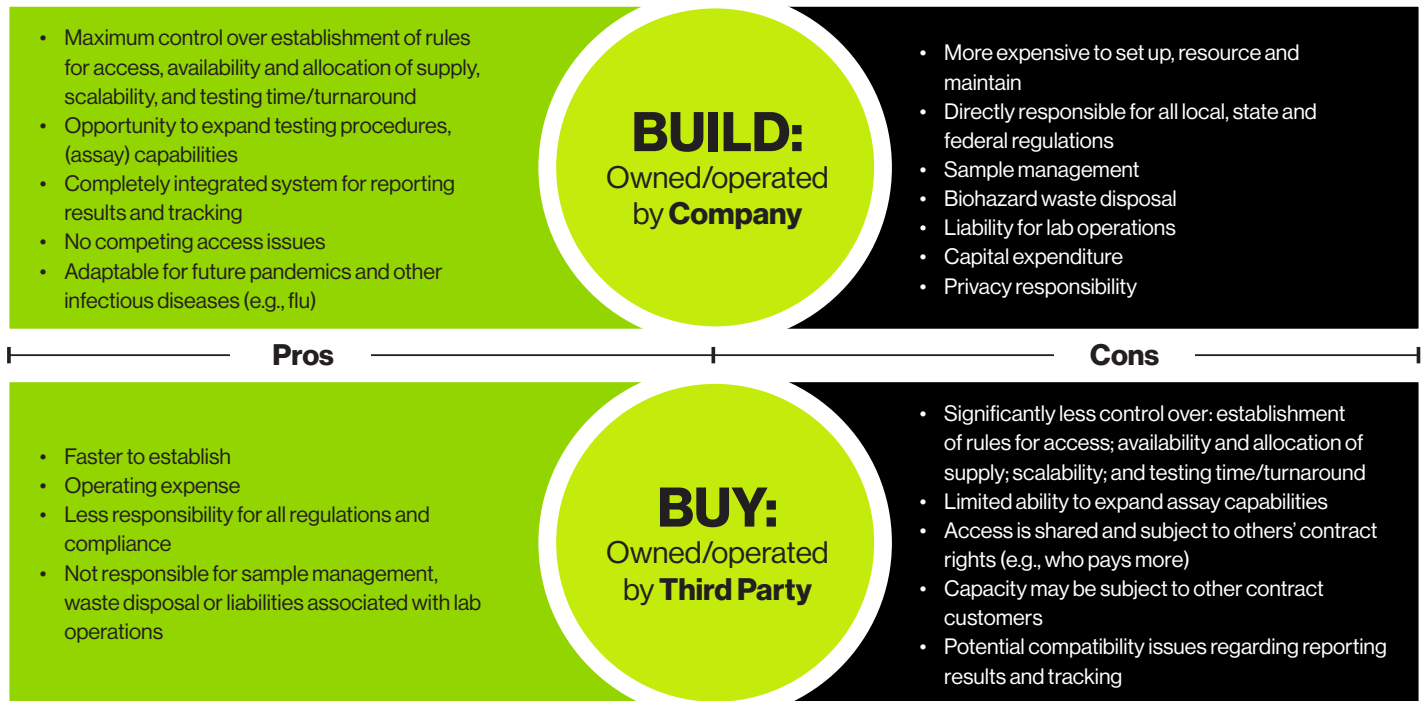 • Maximum control over establishment of rules
for access, availability and allocation of supply,
scalability, and testing time/turnaround
• Opportunity to expand testing procedures,
(assay) capabilities
• Completely integrated system for reporting
results and tracking
• No competing access issues
• Adaptable for future pandemics and other
infectious diseases (e.g., flu)
BUILD:
Owned/operated
by Company
• More expensive to set up, resource and
maintain
• Directly responsible for all local, state and
federal regulations
• Sample management
• Biohazard waste disposal
• Liability for lab operations
• Capital expenditure
• Privacy responsibility
Pros
Cons
• Faster to establish
• Operating expense
• Less responsibility for all regulations and
compliance
• Not responsible for sample management,
waste disposal or liabilities associated with lab
operations
BUY:
Owned/operated
by Third Party
• Significantly less control over: establishment
of rules for access; availability and allocation of
supply; scalability; and testing time/turnaround
• Limited ability to expand assay capabilities
• Access is shared and subject to others’ contract
rights (e.g., who pays more)
• Capacity may be subject to other contract
customers
• Potential compatibility issues regarding reporting
results and tracking